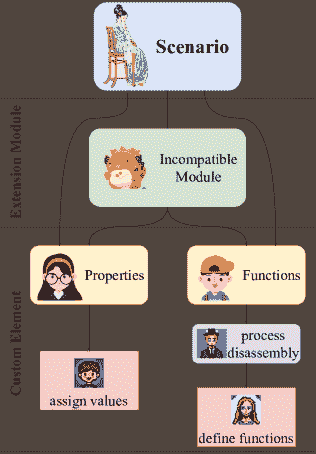 Scenario
Extension Module
Incompatible
Module
Custom Element
Properties
Functions
process
disassembly
assign values
define functions